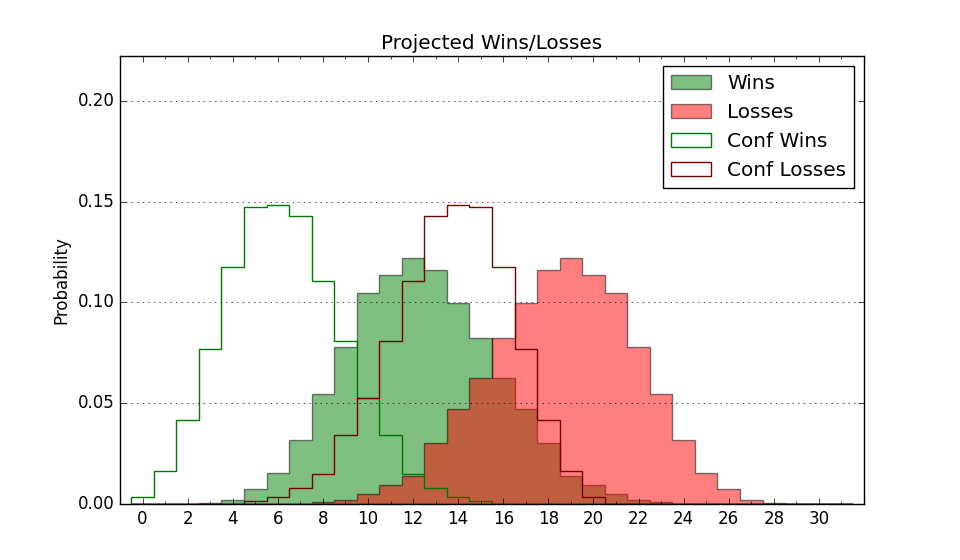 Projected Wins/Losses
Wins
Losses
Conf Wins
Conf Losses
Probability
0.20
0.15
0.10
0.05
0.00
0 2 4 6 8 10 12 14 16 18 20 22 24 26 28 30